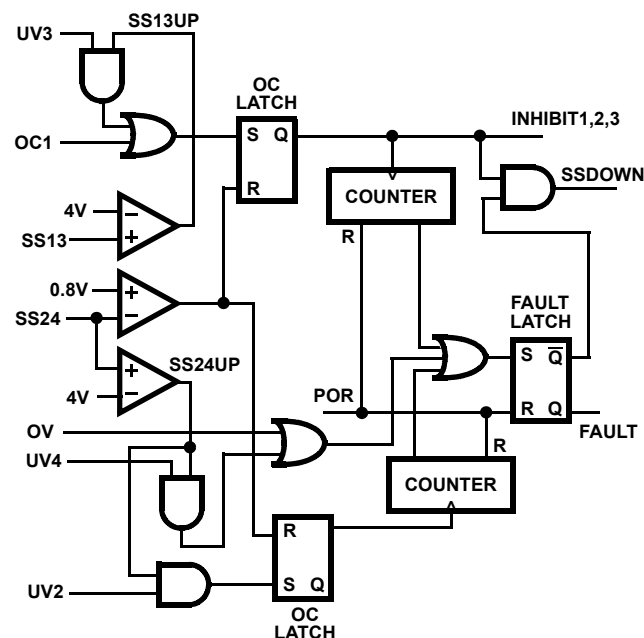 SS13UP
UV3
OC
LATCH
OC1
S Q
R
INHIBIT1,2,3
SSDOWN
COUNTER
R
4V
−
SS13
+
0.8V
+
SS24
−
FAULT
LATCH
S Q
R Q
SS24UP
+
4V
−
POR
FAULT
OV
UV4
R
COUNTER
R
S Q
UV2
OC
LATCH